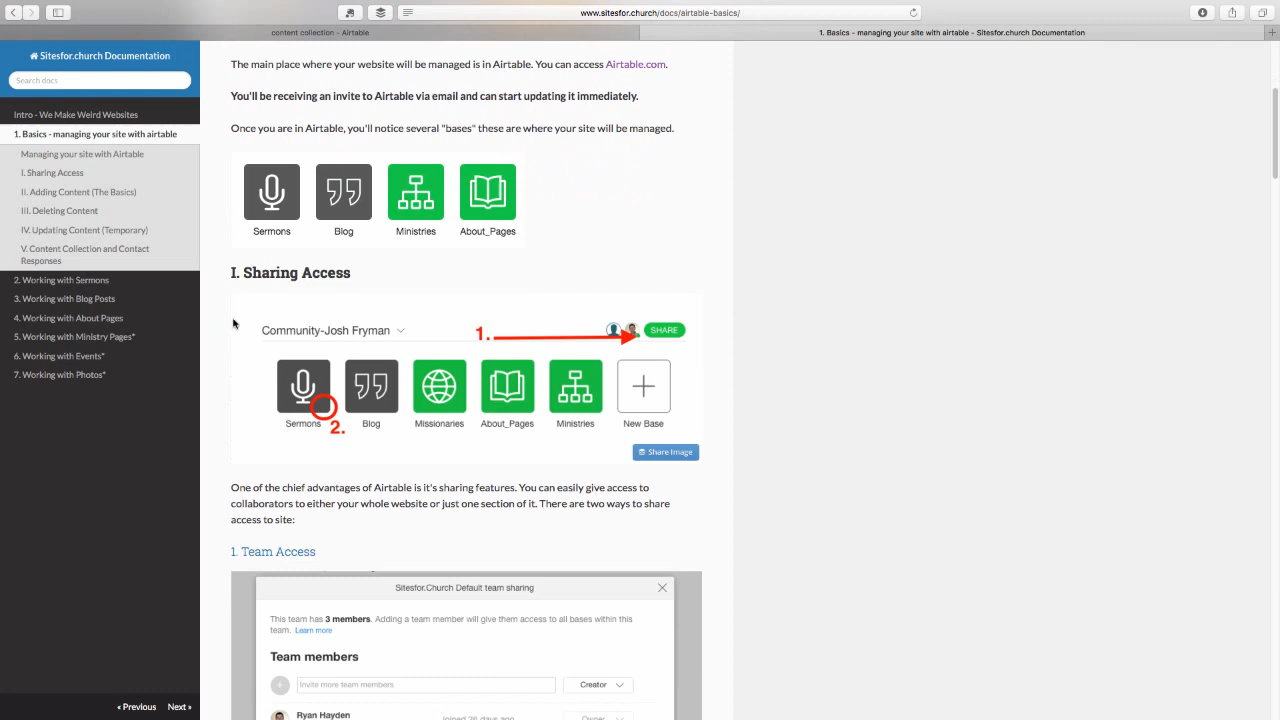 www.sitesfor.church/docs/airtable-basics/
content collection - Airtable
1. Basics - managing your site with airtable - Sitesfor.church Documentation
Sitesfor.church Documentation
Search docs
Intro - We Make Weird Websites
1. Basics - managing your site with airtable
Managing your site with Airtable
I. Sharing Access
II. Adding Content (The Basics)
III. Deleting Content
IV. Updating Content (Temporary)
V. Content Collection and Contact
Responses
2. Working with Sermons
3. Working with Blog Posts
4. Working with About Pages
5. Working with Ministry Pages*
6. Working with Events*
7. Working with Photos*
« Previous
Next »
The main place where your website will be managed is in Airtable. You can access Airtable.com.
You'll be receiving an invite to Airtable via email and can start updating it immediately.
Once you are in Airtable, you'll notice several "bases" these are where your site will be managed.
Sermons
Blog
Ministries
About_Pages
I. Sharing Access
Community-Josh Fryman
1.
SHARE
Sermons
2.
Blog
Missionaries
About_Pages
Ministries
New Base
Share Image
One of the chief advantages of Airtable is it's sharing features. You can easily give access to
collaborators to either your whole website or just one section of it. There are two ways to share
access to site:
1. Team Access
Sitesfor.Church Default team sharing
This team has 3 members. Adding a team member will give them access to all bases within this
team. Learn more
Team members
Invite more team members
Creator
Ryan Hayden
joined 26 days ago
Owner